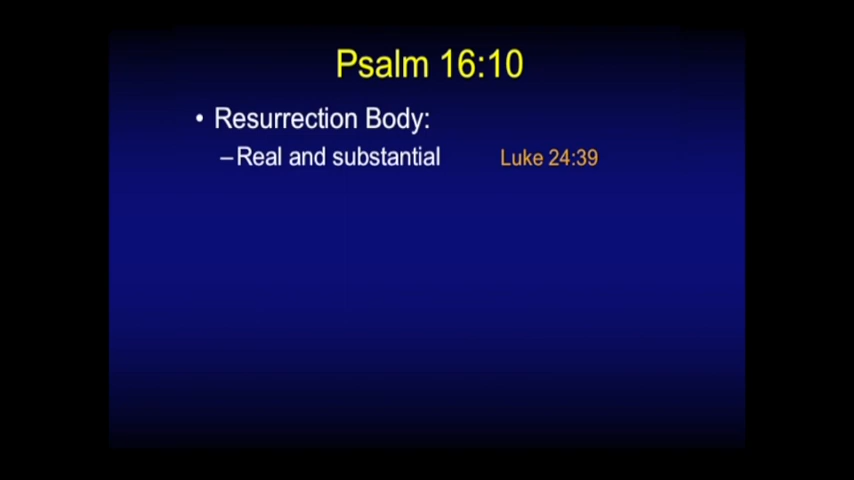 Psalm 16:10
• Resurrection Body:
–Real and substantial Luke 24:39